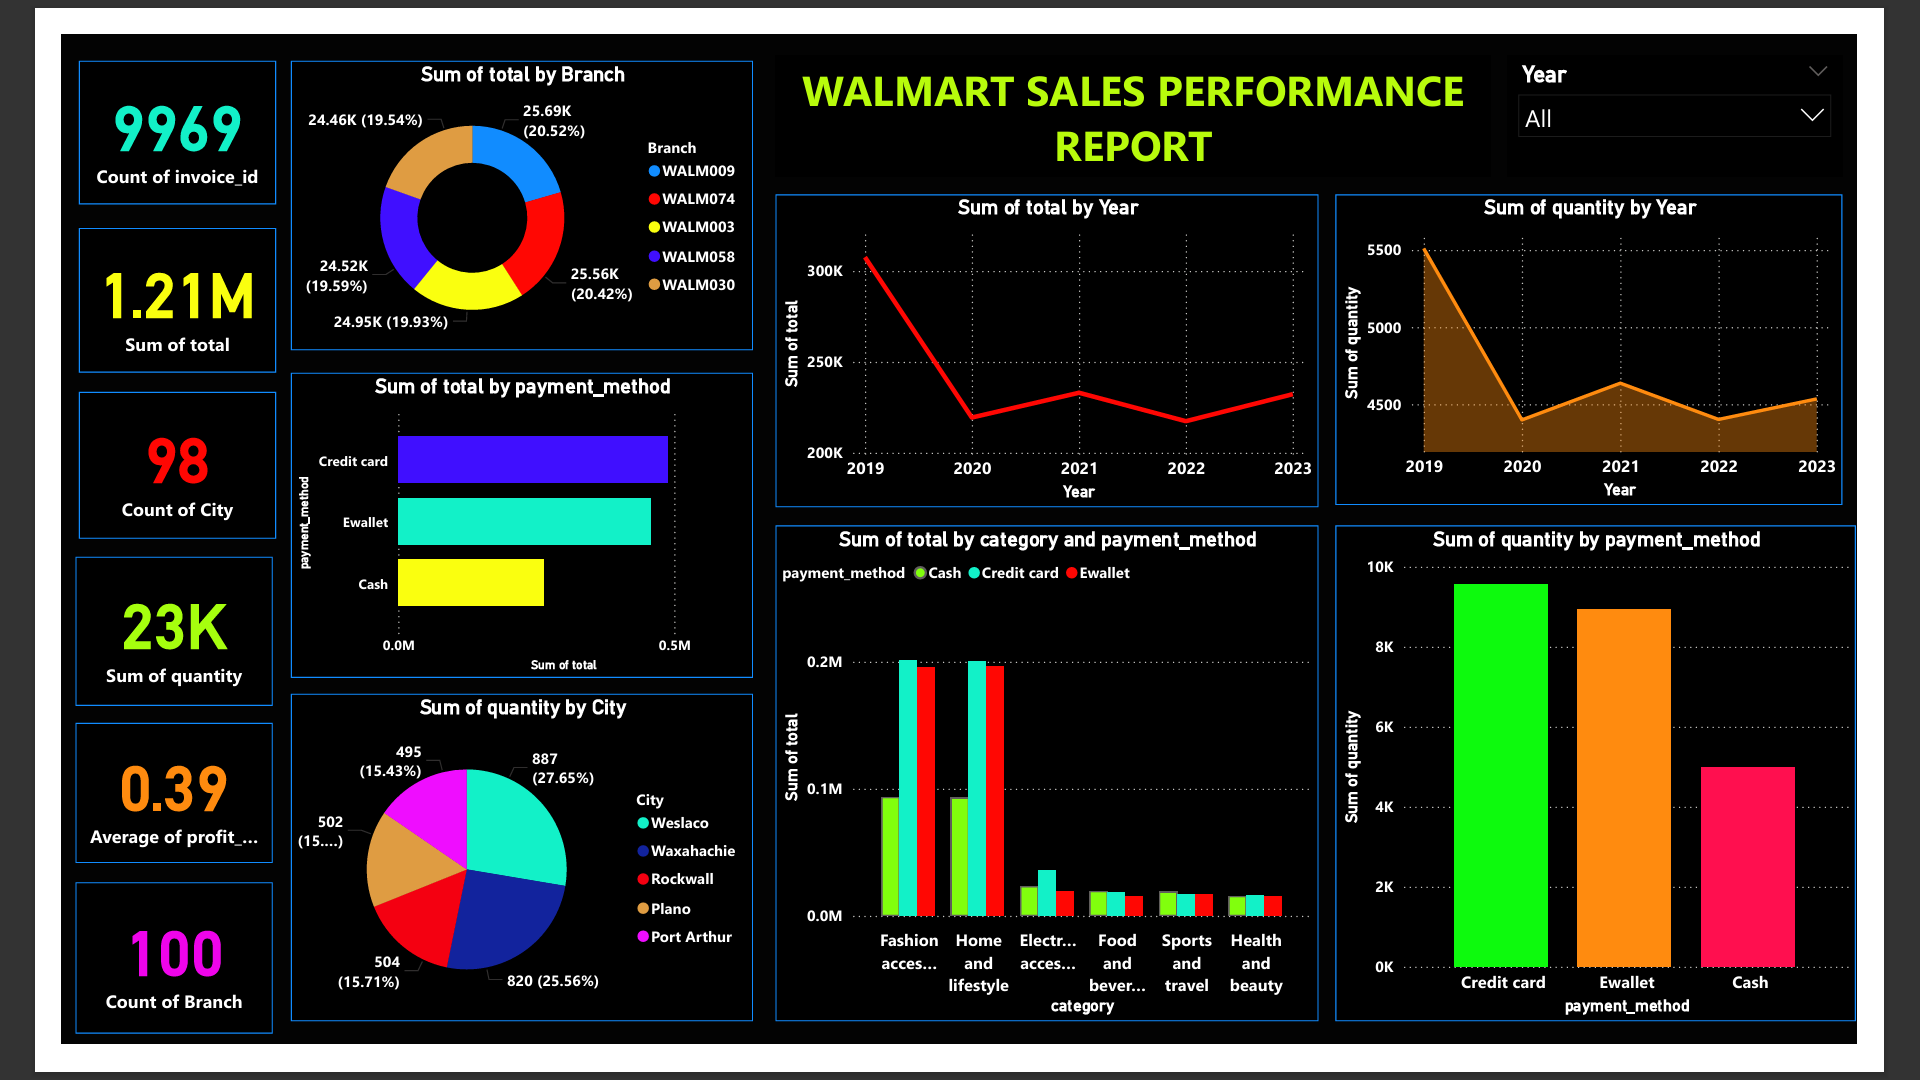 9969
Count of invoice_id
1.21M
Sum of total
98
Count of City
23K
Sum of quantity
0.39
Average of profit_...
100
Count of Branch
Sum of total by Branch
24.46K (19.54%)
25.69K
(20.52%)
24.52K
(19.59%)
25.56K
(20.42%)
24.95K (19.93%)
Branch
WALM009
WALM074
WALM003
WALM058
WALM030
Sum of total by payment_method
payment_method
Credit card
Ewallet
Cash
0.0M
0.5M
Sum of total
Sum of quantity by City
495
(15.43%)
887
(27.65%)
502
(15....)
504
(15.71%)
820 (25.56%)
City
Weslaco
Waxahachie
Rockwall
Plano
Port Arthur
WALMART SALES PERFORMANCE
REPORT
Year
All
Sum of total by Year
Sum of total
300K
250K
200K
2019
2020
2021
2022
2023
Year
Sum of quantity by Year
Sum of quantity
5500
5000
4500
2019
2020
2021
2022
2023
Year
Sum of total by category and payment_method
payment_method Cash Credit card Ewallet
Sum of total
0.2M
0.1M
0.0M
Fashion
acces...
Home
and
lifestyle
Electr...
acces...
Food
and
bever...
Sports
and
travel
Health
and
beauty
category
Sum of quantity by payment_method
Sum of quantity
10K
8K
6K
4K
2K
0K
Credit card
Ewallet
Cash
payment_method